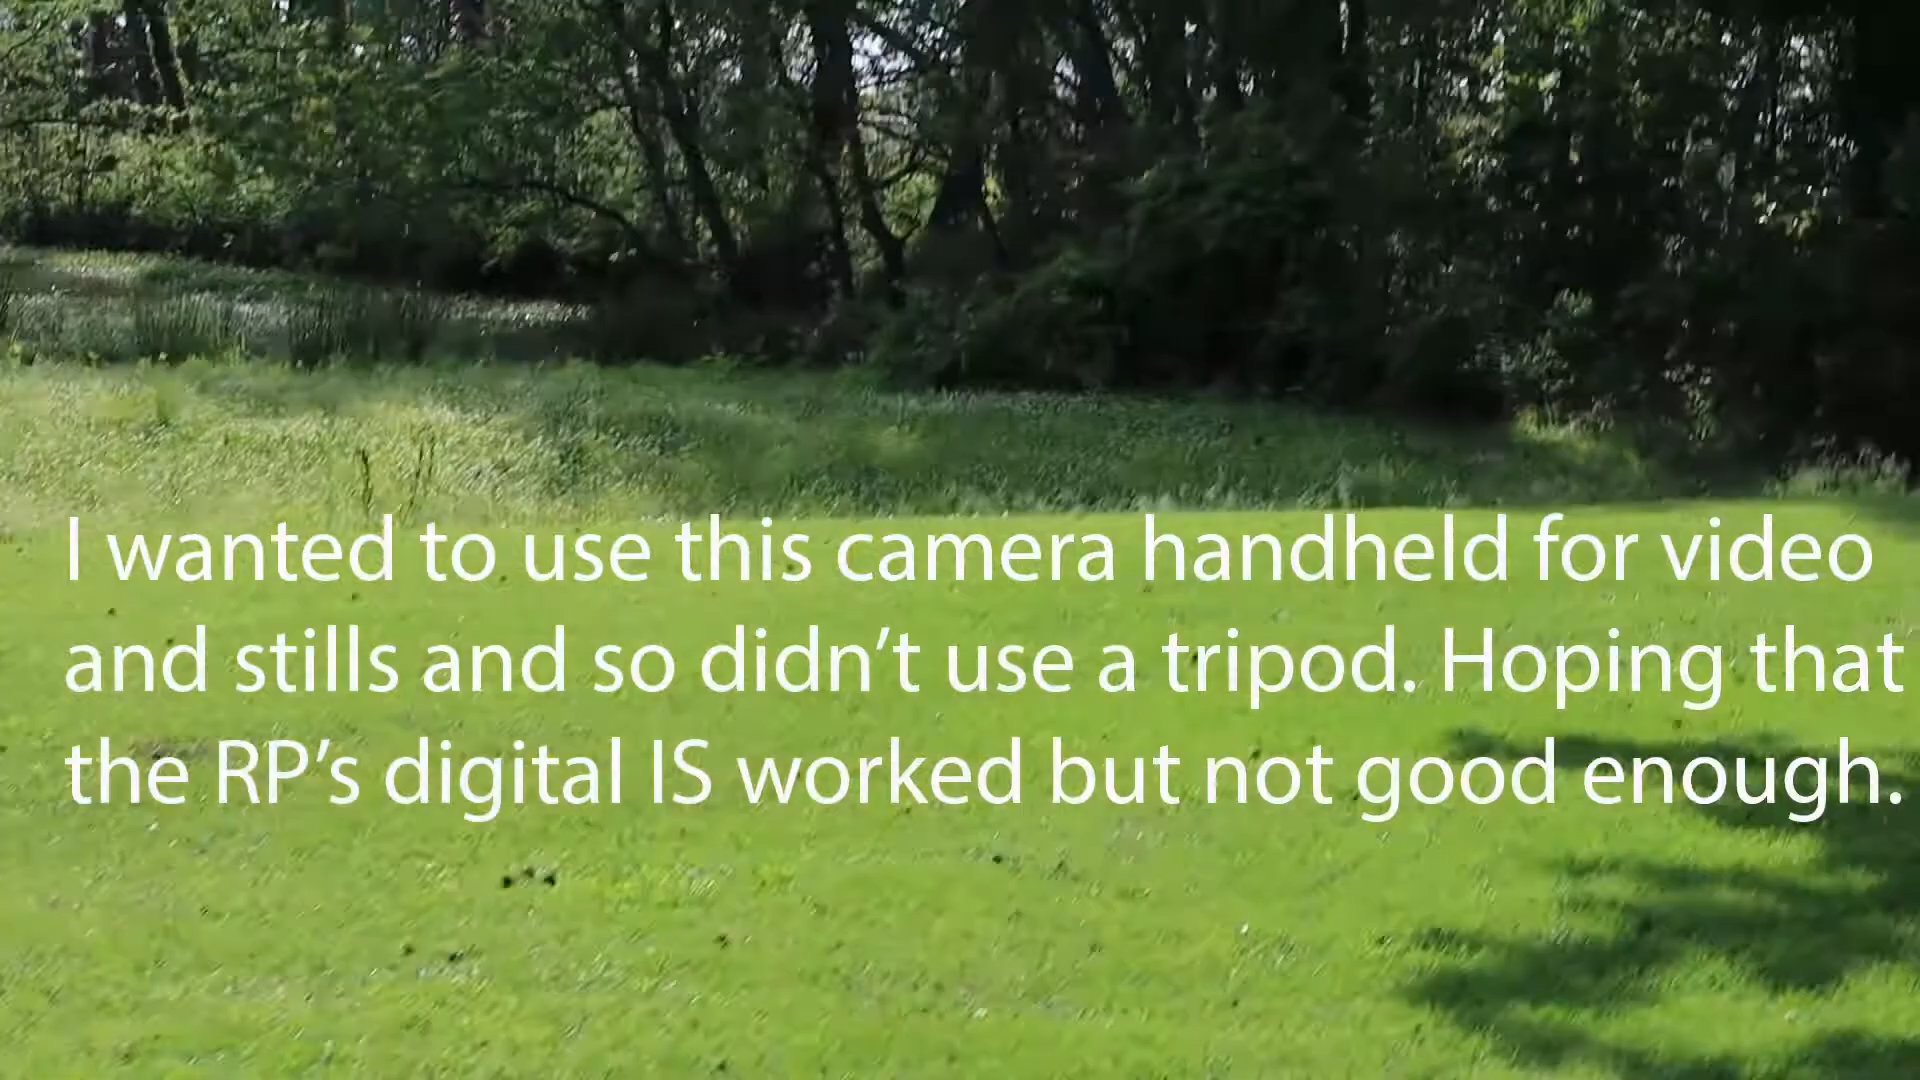 I wanted to use this camera handheld for video
and stills and so didn’t use a tripod. Hoping that
the RP’s digital IS worked but not good enough.